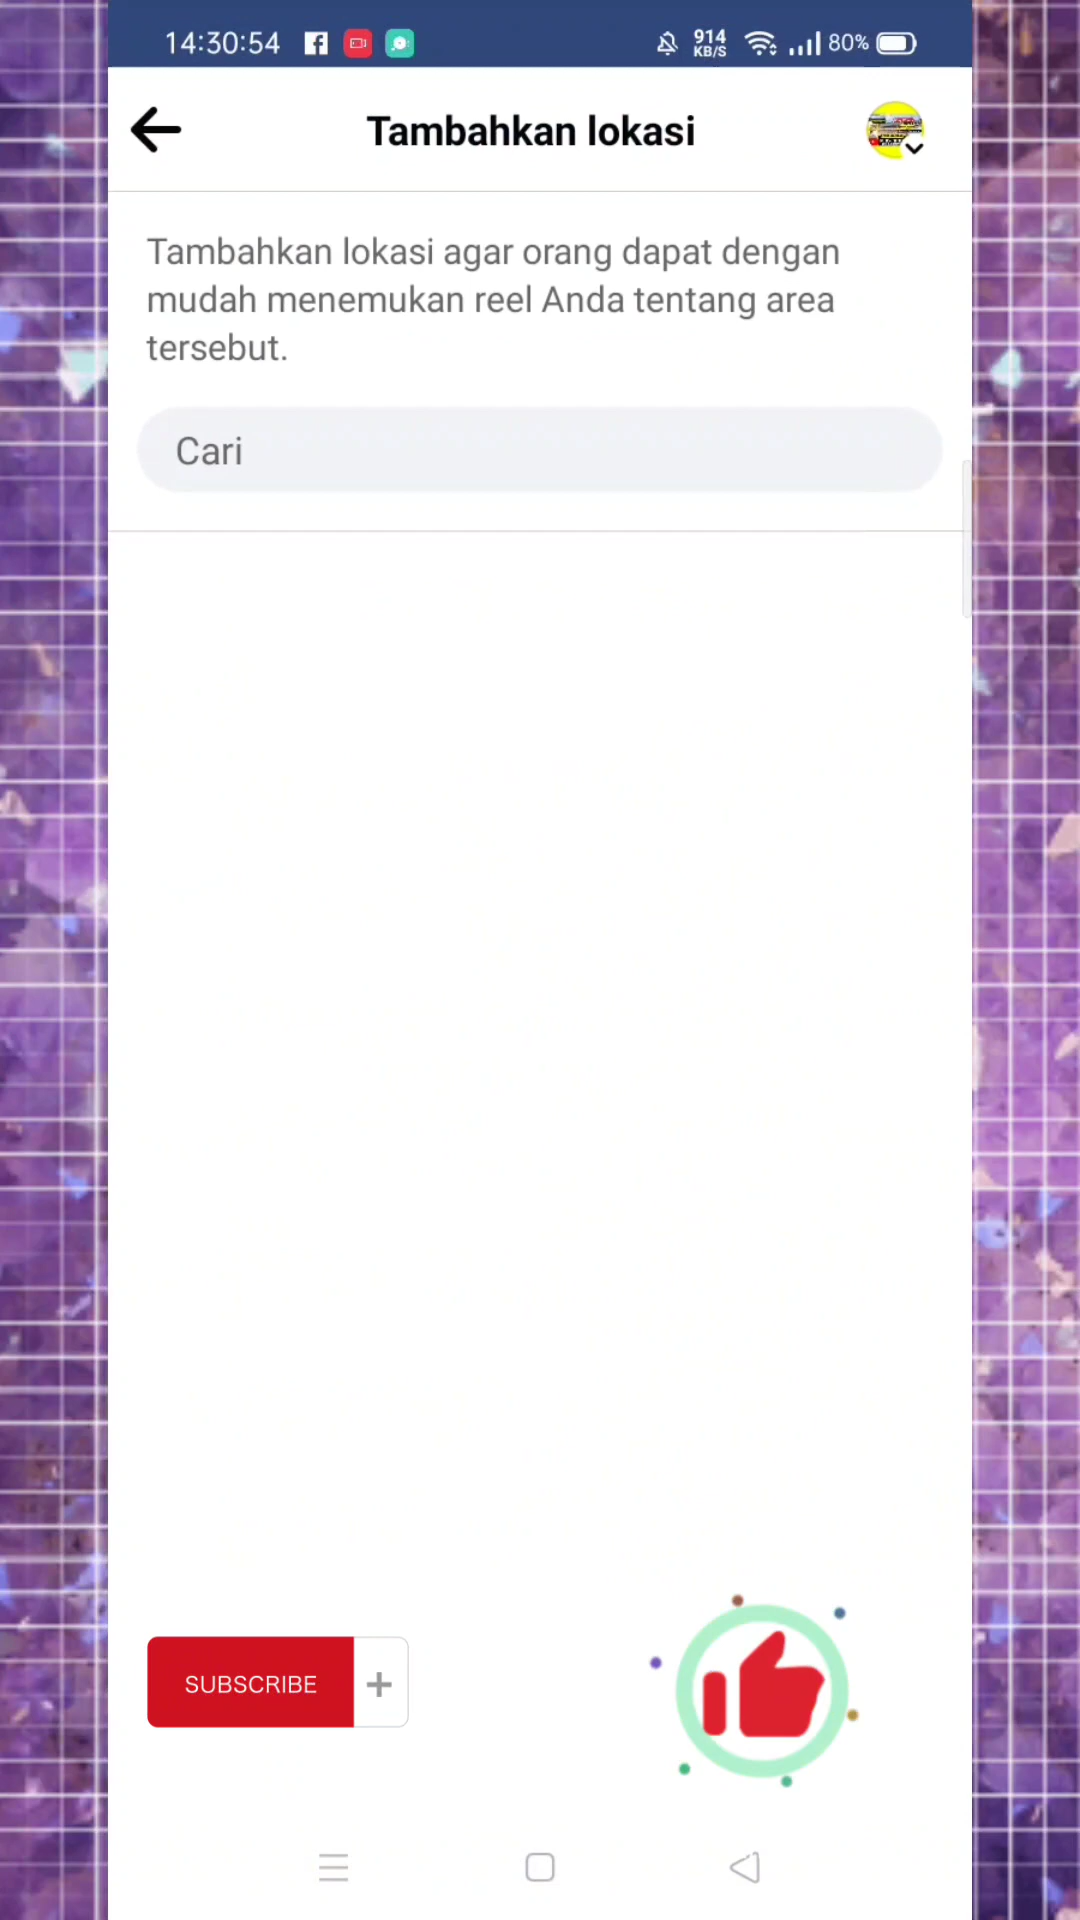 14:30:54 914 KB/S 80%
Tambahkan lokasi
Tambahkan lokasi agar orang dapat dengan
mudah menemukan reel Anda tentang area
tersebut.
Cari
SUBSCRIBE +